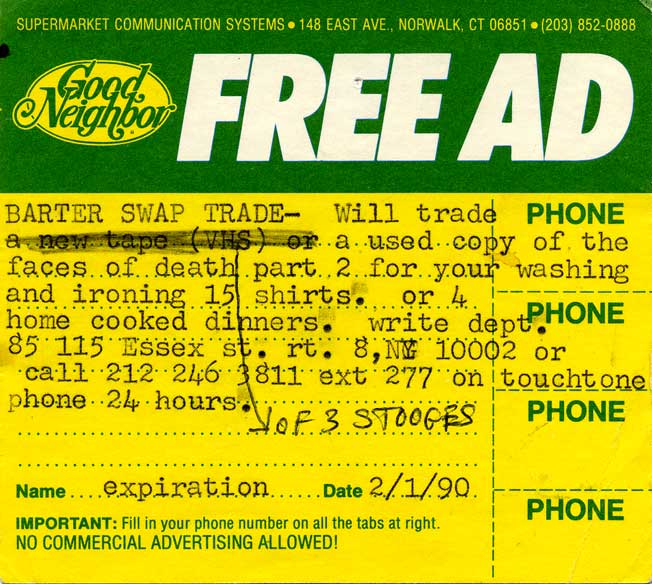 SUPERMARKET COMMUNICATION SYSTEMS • 148 EAST AVE., NORWALK, CT 06851 • (203) 852-0888
Good
Neighbor
FREE AD
BARTER SWAP TRADE- Will trade
a new tape (VHS) or a used copy of the
faces of death part 2 for your washing
and ironing 15 shirts. or 4
home cooked dinners. write dept.
85 115 Essex st. rt. 8, NY 10002 or
call 212 246 3811 ext 277 on touchtone
phone 24 hours.
OF 3 STOOGES
Name....expiration......Date 2/1/90
IMPORTANT: Fill in your phone number on all the tabs at right.
NO COMMERCIAL ADVERTISING ALLOWED!
PHONE
PHONE
PHONE
PHONE